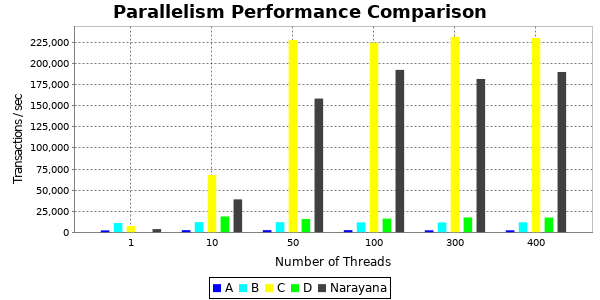 Parallelism Performance Comparison
Transactions / sec
225,000
200,000
175,000
150,000
125,000
100,000
75,000
50,000
25,000
0
1 10 50 100 300 400
Number of Threads
A B C D Narayana